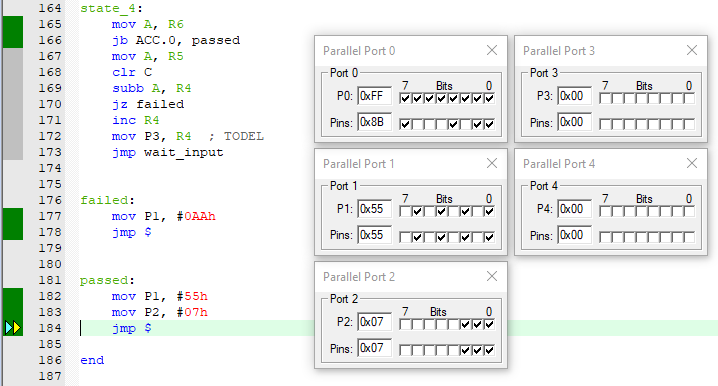 164 state_4:
165 mov A, R6
166 jb ACC.0, passed
167 mov A, R5
168 clr C
169 subb A, R4
170 jz failed
171 inc R4
172 mov P3, R4 ; TODEL
173 jmp wait_input
174
175
176 failed:
177 mov P1, #0AAh
178 jmp $
179
180
181 passed:
182 mov P1, #55h
183 mov P2, #07h
184 jmp $
185
186 end
187
Parallel Port 0
Port 0
7 Bits 0
P0: 0xFF
Pins: 0x8B
Parallel Port 3
Port 3
7 Bits 0
P3: 0x00
Pins: 0x00
Parallel Port 1
Port 1
7 Bits 0
P1: 0x55
Pins: 0x55
Parallel Port 4
Port 4
7 Bits 0
P4: 0x00
Pins: 0x00
Parallel Port 2
Port 2
7 Bits 0
P2: 0x07
Pins: 0x07